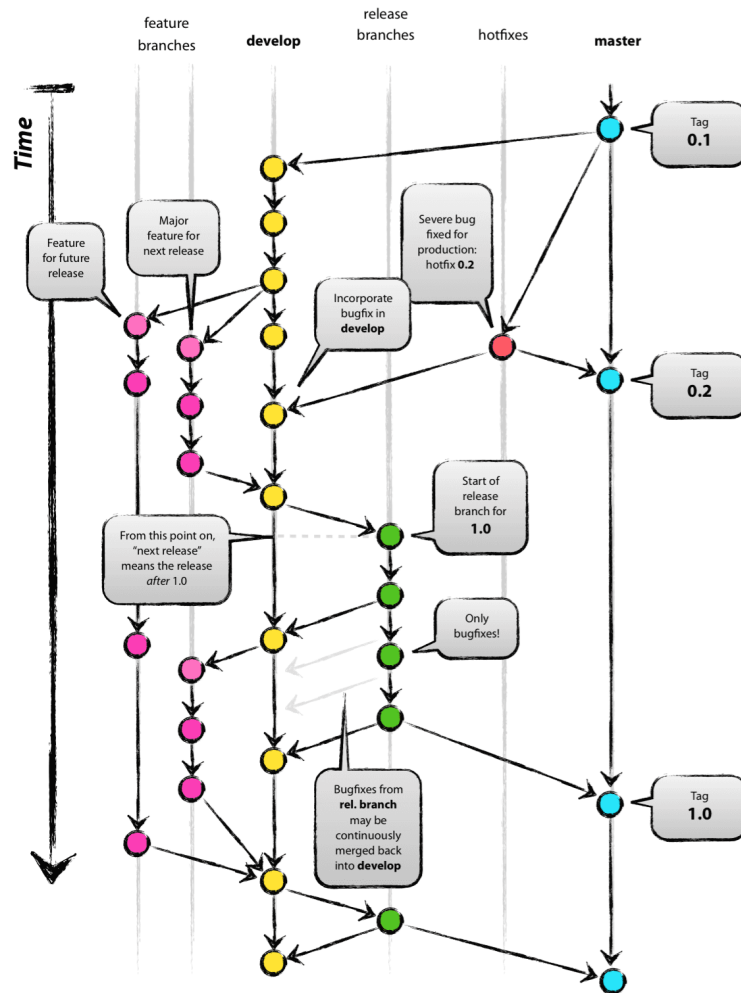 feature
branches
develop
release
branches
hotfixes
master
Time
Tag
0.1
Major
feature for
next release
Feature
for future
release
Severe bug
fixed for
production:
hotfix 0.2
Incorporate
bugfix in
develop
Tag
0.2
Start of
release
branch for
1.0
From this point on,
“next release”
means the release
after 1.0
Only
bugfixes!
Bugfixes from
rel. branch
may be
continuously
merged back
into develop
Tag
1.0